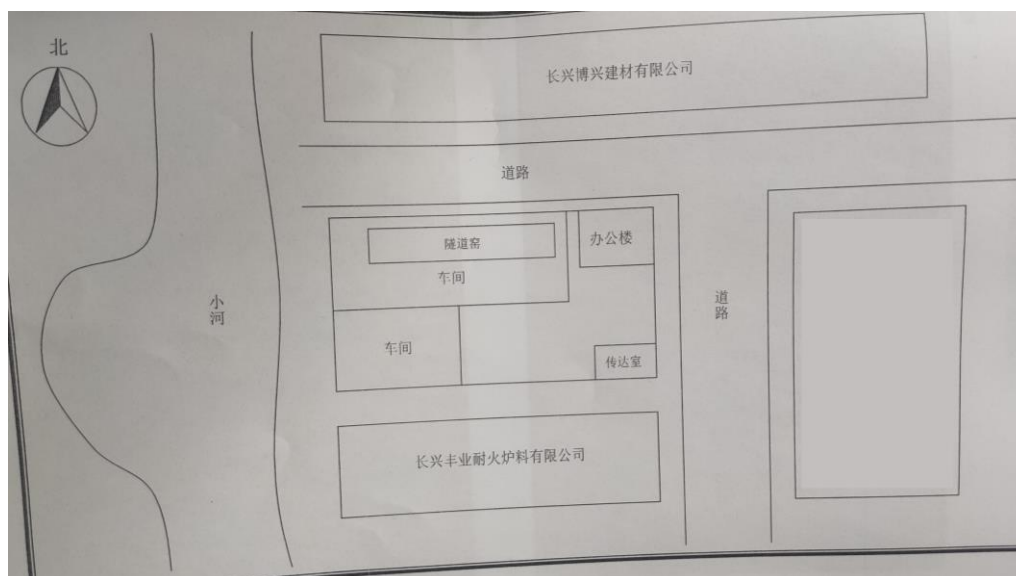 北
长兴博兴建材有限公司
道路
隧道窑
办公楼
车间
小河
道路
车间
传达室
长兴丰业耐火炉料有限公司